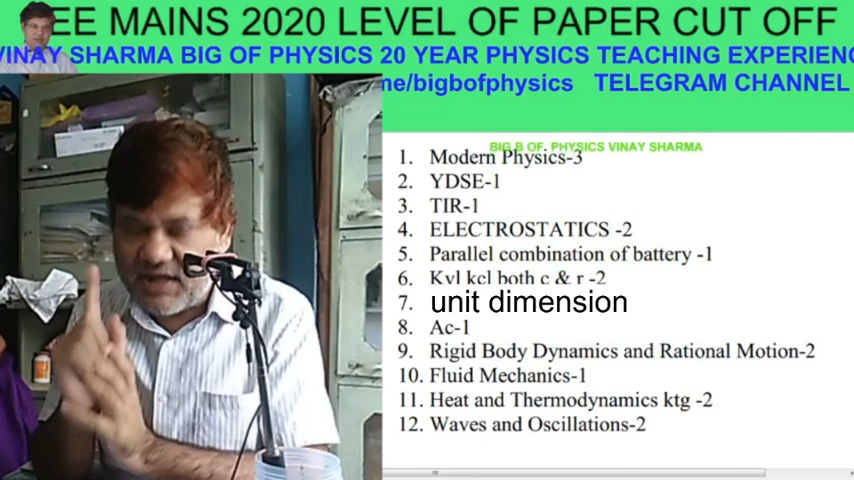 EE MAINS 2020 LEVEL OF PAPER CUT OFF
VINAY SHARMA BIG OF PHYSICS 20 YEAR PHYSICS TEACHING EXPERIENC
me/bigbofphysics TELEGRAM CHANNEL
BIG B OF PHYSICS VINAY SHARMA
1. Modern Physics-3
2. YDSE-1
3. TIR-1
4. ELECTROSTATICS -2
5. Parallel combination of battery -1
6. Kvl kcl both c & r -2
7. unit dimension
8. Ac-1
9. Rigid Body Dynamics and Rational Motion-2
10. Fluid Mechanics-1
11. Heat and Thermodynamics ktg -2
12. Waves and Oscillations-2